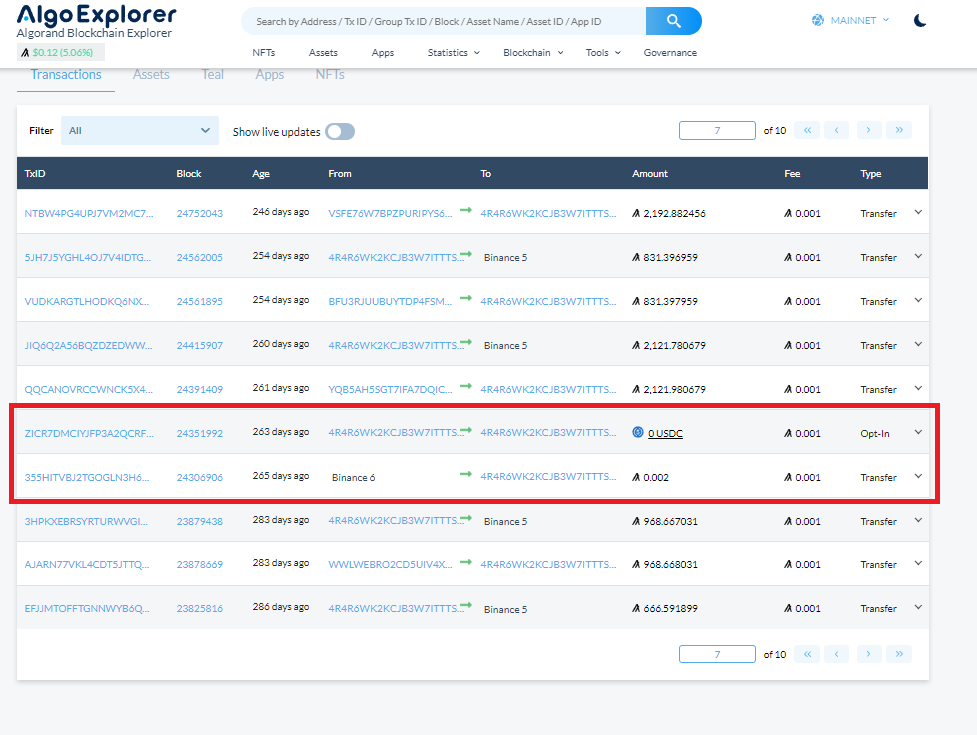 AlgoExplorer
Algorand Blockchain Explorer
$0.12 (5.06%)
Search by Address / Tx ID / Group Tx ID / Block / Asset Name / Asset ID / App ID
MAINNET
NFTs Assets Apps Statistics Blockchain Tools Governance
Transactions Assets Teal Apps NFTs
Filter All Show live updates 7 of 10 « ‹ › »
TxID Block Age From To Amount Fee Type
NTBW4PG4UPJ7VM2MC7... 24752043 246 days ago VSFE76W7BPZPURIPYS6... 4R4R6WK2KCJB3W7ITTTS... 2,192.882456 0.001 Transfer
5JH7J5YGHL4OJ7V4IDTG... 24562005 254 days ago 4R4R6WK2KCJB3W7ITTTS... Binance 5 831.396959 0.001 Transfer
VUDKARGTLHODKQ6NX... 24561895 254 days ago BFU3RJUUBUYTDP4FSM... 4R4R6WK2KCJB3W7ITTTS... 831.397959 0.001 Transfer
JIQ6Q2A56BQZDZEDWW... 24415907 260 days ago 4R4R6WK2KCJB3W7ITTTS... Binance 5 2,121.780679 0.001 Transfer
QQCANOVRCCWNCK5X4... 24391409 261 days ago YQB5AH5SGT7IFA7DQIC... 4R4R6WK2KCJB3W7ITTTS... 2,121.980679 0.001 Transfer
ZICR7DMCIYJFP3A2QCRF... 24351992 263 days ago 4R4R6WK2KCJB3W7ITTTS... 4R4R6WK2KCJB3W7ITTTS... 0 USDC 0.001 Opt-In
355HITVBJ2TGOGLN3H6... 24306906 265 days ago Binance 6 4R4R6WK2KCJB3W7ITTTS... 0.002 0.001 Transfer
3HPKXEBRSYRTURWVGI... 23879438 283 days ago 4R4R6WK2KCJB3W7ITTTS... Binance 5 968.667031 0.001 Transfer
AJARN77VKL4CDT5JTTQ... 23878669 283 days ago WWLWEBRO2CD5UIV4X... 4R4R6WK2KCJB3W7ITTTS... 968.668031 0.001 Transfer
EFJJMTOFFTGNNWYB6Q... 23825816 286 days ago 4R4R6WK2KCJB3W7ITTTS... Binance 5 666.591899 0.001 Transfer
7 of 10 « ‹ › »